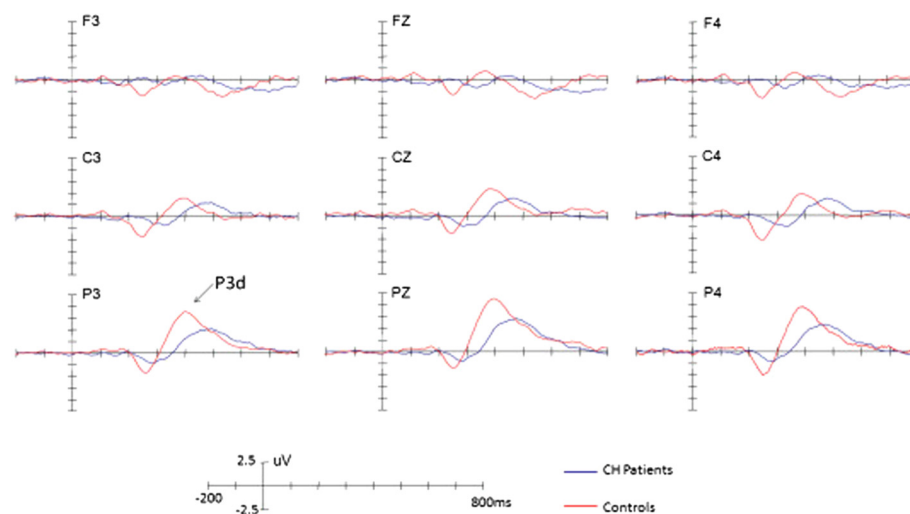 F3
FZ
F4
C3
CZ
C4
P3d
P3
PZ
P4
2.5
uV
-200
-2.5
800ms
CH Patients
Controls